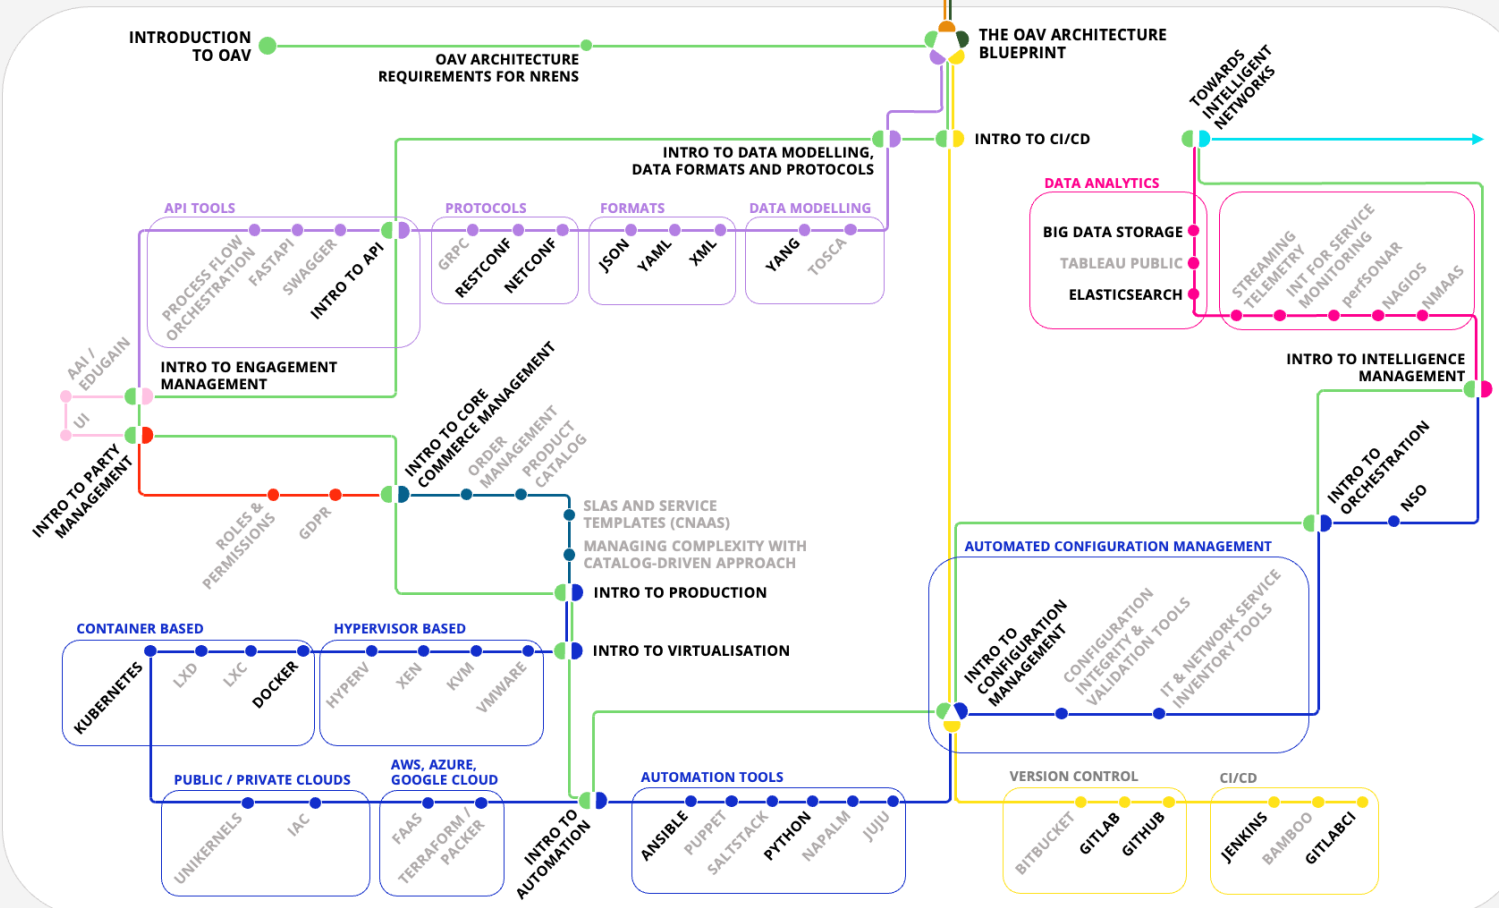 INTRODUCTION
TO OAV
OAV ARCHITECTURE
REQUIREMENTS FOR NRENS
THE OAV ARCHITECTURE
BLUEPRINT
TOWARDS
INTELLIGENT
NETWORKS
INTRO TO DATA MODELLING,
DATA FORMATS AND PROTOCOLS
INTRO TO CI/CD
API TOOLS
PROCESS FLOW
ORCHESTRATION
FASTAPI
SWAGGER
INTRO TO API
PROTOCOLS
GRPC
RESTCONF
NETCONF
FORMATS
JSON
YAML
XML
DATA MODELLING
YANG
TOSCA
DATA ANALYTICS
BIG DATA STORAGE
TABLEAU PUBLIC
ELASTICSEARCH
STREAMING
TELEMETRY
INT FOR SERVICE
MONITORING
perfSONAR
NAGIOS
NMAAS
AAI /
EDUGAIN
UI
INTRO TO ENGAGEMENT
MANAGEMENT
INTRO TO INTELLIGENCE
MANAGEMENT
INTRO TO PARTY
MANAGEMENT
ROLES &
PERMISSIONS
GDPR
INTRO TO CORE
COMMERCE MANAGEMENT
ORDER
MANAGEMENT
PRODUCT
CATALOG
SLAS AND SERVICE
TEMPLATES (CNAAS)
MANAGING COMPLEXITY WITH
CATALOG-DRIVEN APPROACH
INTRO TO
ORCHESTRATION
NSO
INTRO TO PRODUCTION
AUTOMATED CONFIGURATION MANAGEMENT
INTRO TO
CONFIGURATION
MANAGEMENT
CONFIGURATION
INTEGRITY &
VALIDATION TOOLS
IT & NETWORK SERVICE
INVENTORY TOOLS
CONTAINER BASED
KUBERNETES
LXD
LXC
DOCKER
HYPERVISOR BASED
HYPERV
XEN
KVM
VMWARE
INTRO TO VIRTUALISATION
PUBLIC / PRIVATE CLOUDS
UNIKERNELS
IAC
AWS, AZURE,
GOOGLE CLOUD
FAAS
TERRAFORM /
PACKER
INTRO TO
AUTOMATION
AUTOMATION TOOLS
ANSIBLE
PUPPET
SALTSTACK
PYTHON
NAPALM
JUJU
VERSION CONTROL
BITBUCKET
GITLAB
GITHUB
CI/CD
JENKINS
BAMBOO
GITLABCI